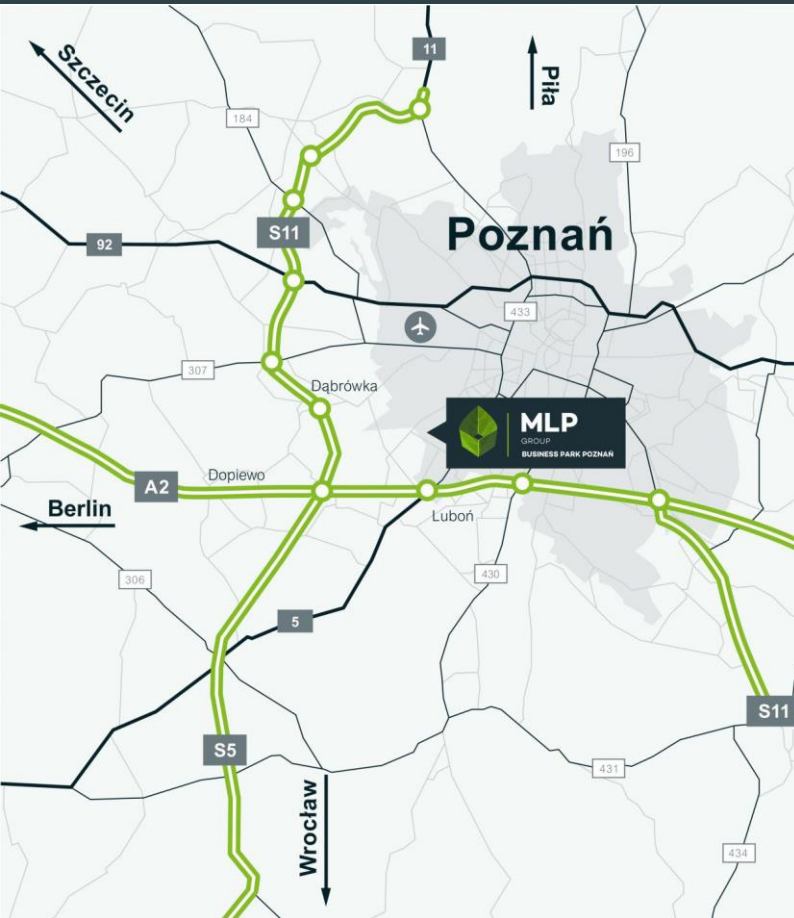 11
Szczecin
Piła
184
196
S11
Poznań
92
433
307
Dąbrówka
MLP
GROUP
BUSINESS PARK POZNAŃ
Dopiewo
A2
Berlin
Luboń
306
430
5
S11
S5
431
Wrocław
434